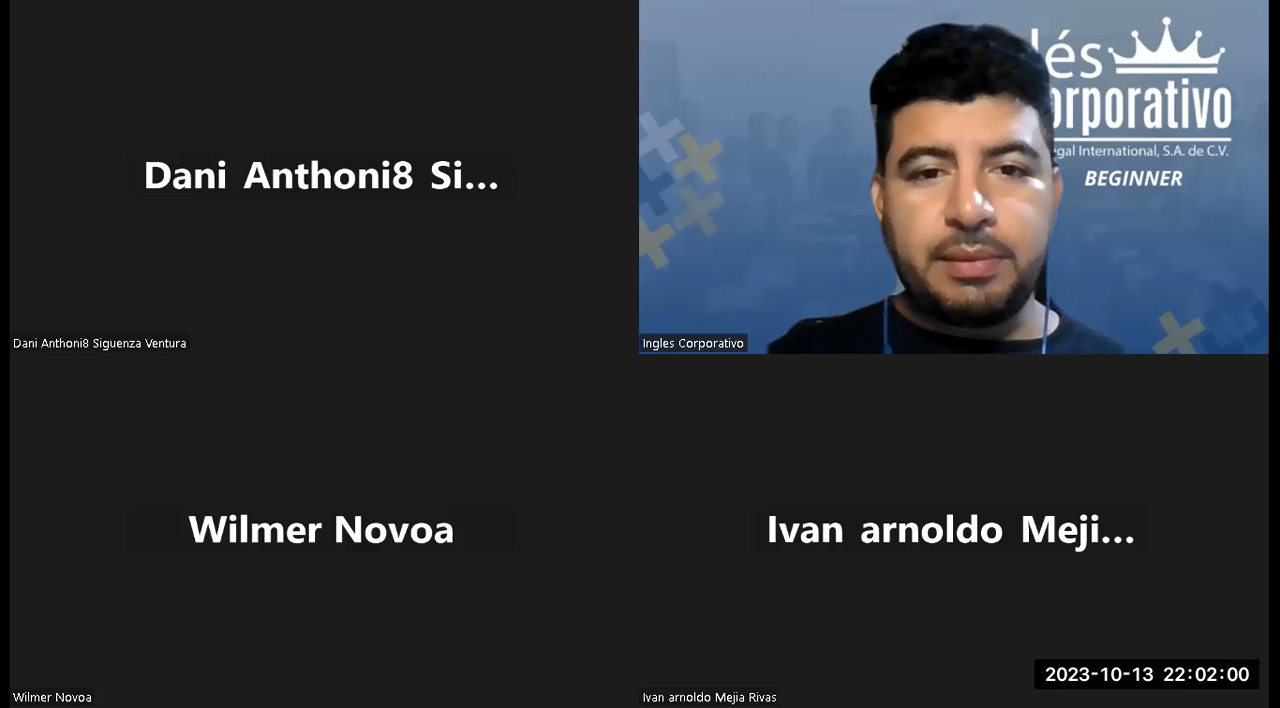 Dani Anthoni8 Si...
lés
orporativo
gal International, S.A. de C.V.
BEGINNER
Dani Anthoni8 Siguenza Ventura
Ingles Corporativo
Wilmer Novoa
Ivan arnoldo Meji...
2023-10-13 22:02:00
Wilmer Novoa
Ivan arnoldo Mejia Rivas